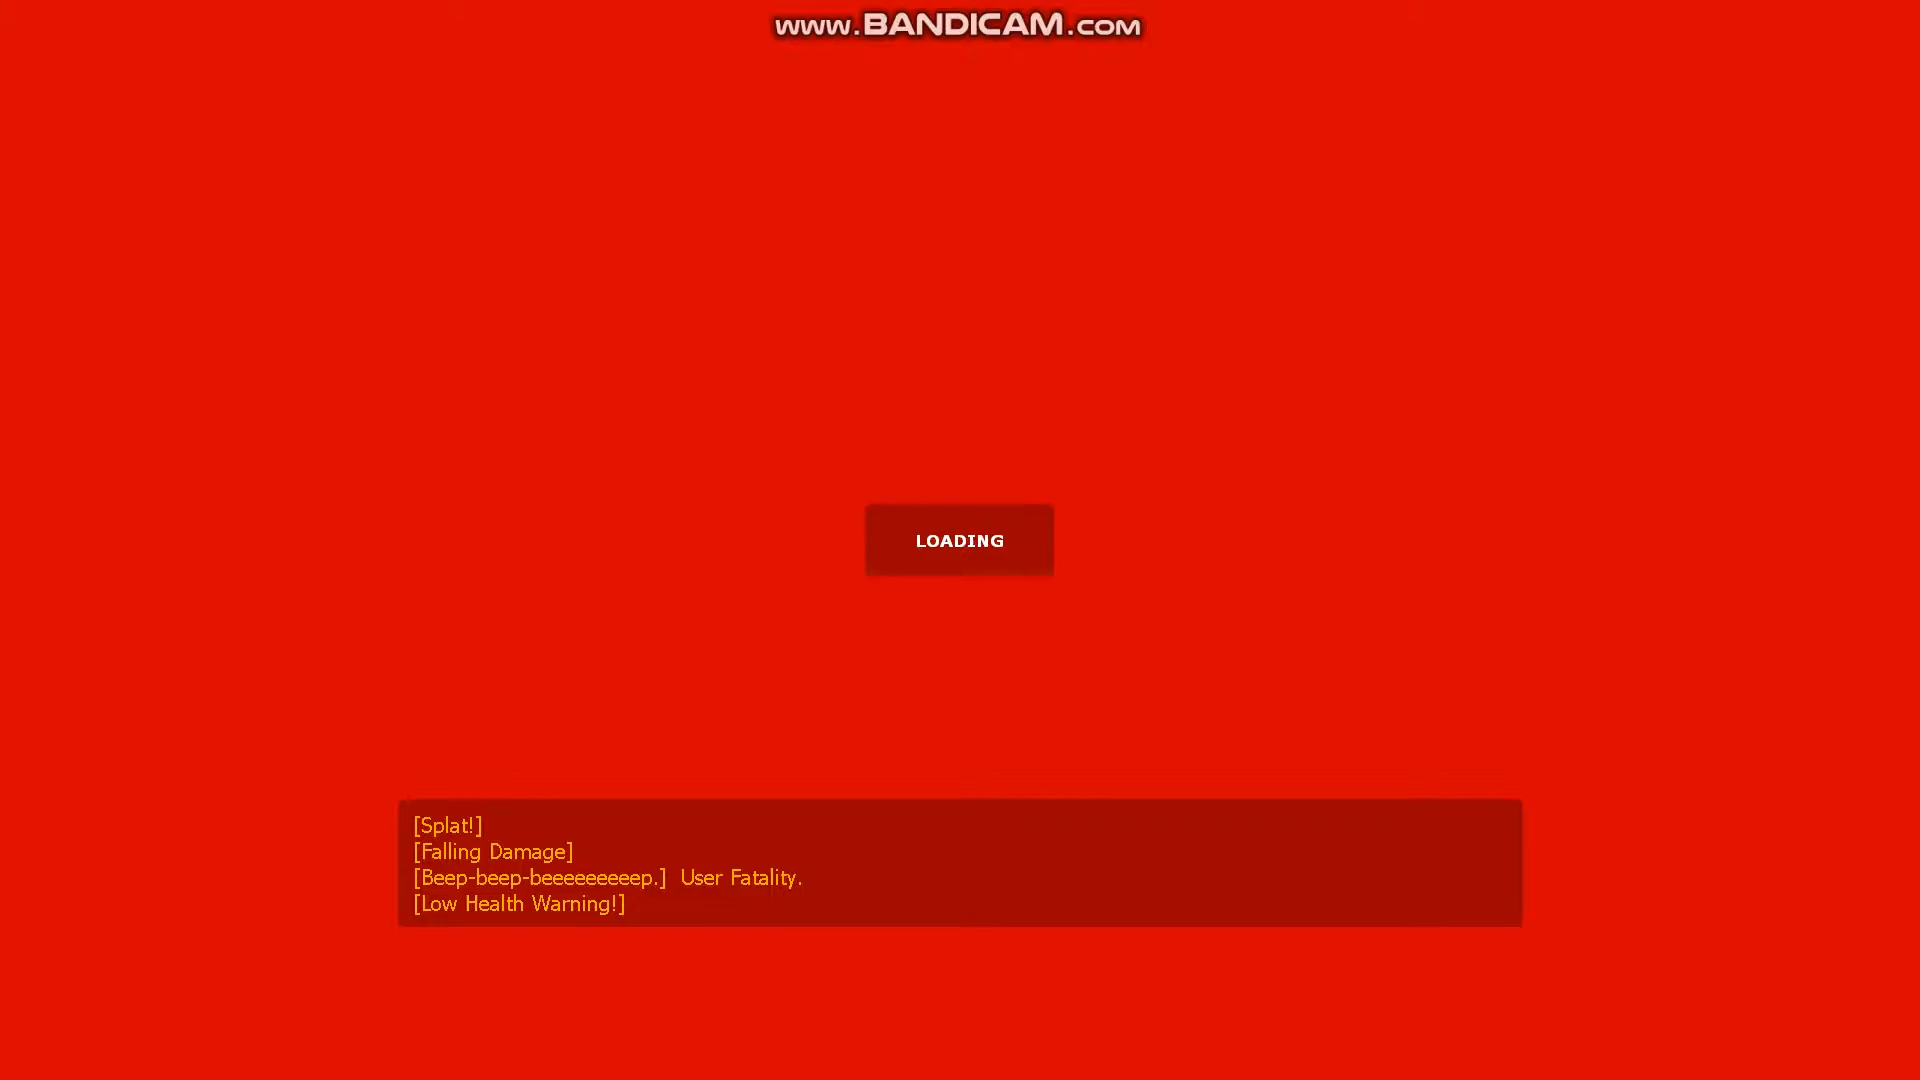 www.BANDICAM.com
LOADING
[Splat!]
[Falling Damage]
[Beep-beep-beeeeeeeeep.] User Fatality.
[Low Health Warning!]